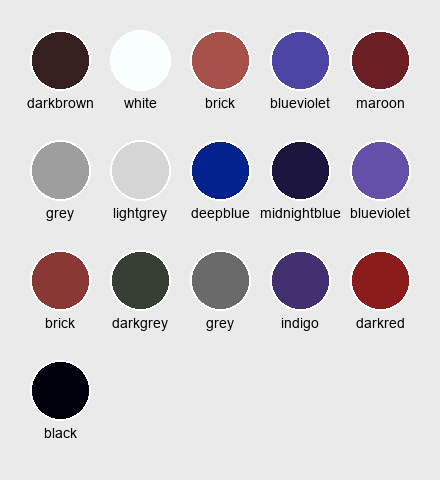 darkbrown white brick blueviolet maroon
grey lightgrey deepblue midnightblue blueviolet
brick darkgrey grey indigo darkred
black